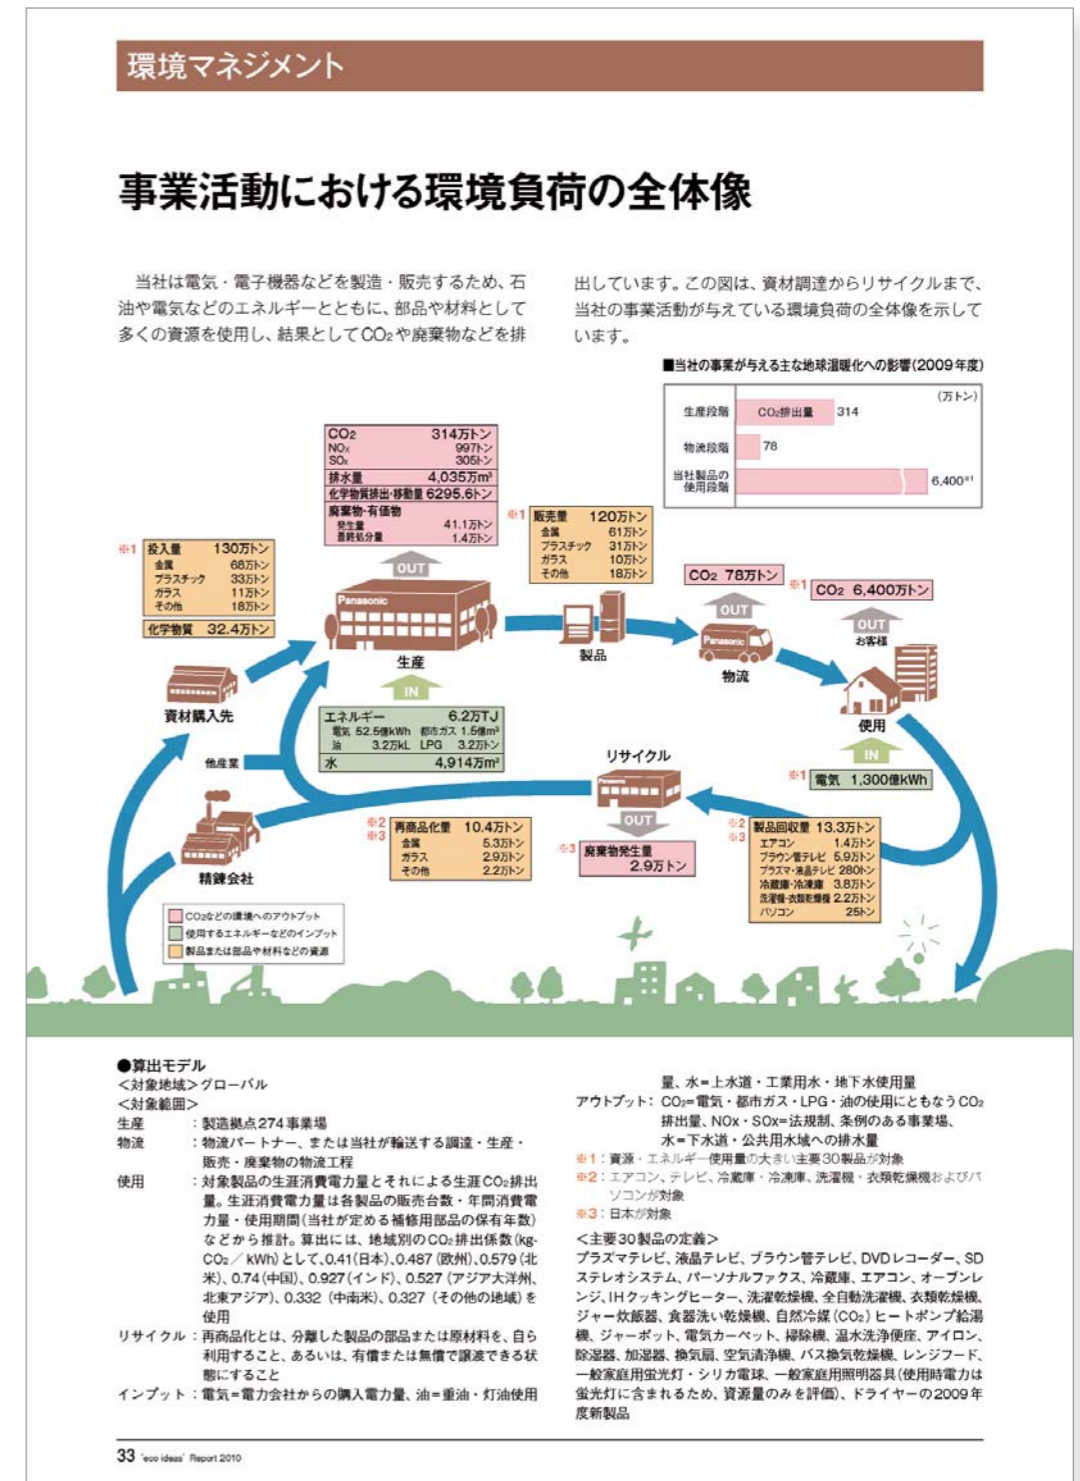 環境マネジメント
事業活動における環境負荷の全体像
当社は電気・電子機器などを製造・販売するため、石
油や電気などのエネルギーとともに、部品や材料として
多くの資源を使用し、結果としてCO₂や廃棄物などを排
出しています。この図は、資材調達からリサイクルまで、
当社の事業活動が与えている環境負荷の全体像を示して
います。
■当社の事業が与える主な地球温暖化への影響(2009年度)
(万トン)
生産段階 CO₂排出量 314
物流段階 78
当社製品の
使用段階 6,400※1
CO₂ 314万トン
NOx 997トン
SOx 305トン
排水量 4,035万m³
化学物質排出・移動量 6295.6トン
廃棄物・有価物
発生量 41.1万トン
最終処分量 1.4万トン
OUT
※1 投入量 130万トン
金属 68万トン
プラスチック 33万トン
ガラス 11万トン
その他 18万トン
化学物質 32.4万トン
※1 販売量 120万トン
金属 61万トン
プラスチック 31万トン
ガラス 10万トン
その他 18万トン
CO₂ 78万トン
OUT
※1 CO₂ 6,400万トン
OUT
お客様
Panasonic
生産
IN
製品
Panasonic
物流
使用
IN
資材購入先
エネルギー 6.2万TJ
電気 52.5億kWh 都市ガス 1.5億m³
油 3.2万kL LPG 3.2万トン
水 4,914万m³
他産業
リサイクル
Panasonic
OUT
※1 電気 1,300億kWh
精錬会社
※2
※3
再商品化量 10.4万トン
金属 5.3万トン
ガラス 2.9万トン
その他 2.2万トン
※3 廃棄物発生量
2.9万トン
※2
※3
製品回収量 13.3万トン
エアコン 1.4万トン
ブラウン管テレビ 5.9万トン
プラズマ・液晶テレビ 280トン
冷蔵庫・冷凍庫 3.8万トン
洗濯機・衣類乾燥機 2.2万トン
パソコン 25トン
CO₂などの環境へのアウトプット
使用するエネルギーなどのインプット
製品または部品や材料などの資源
●算出モデル
＜対象地域＞グローバル
＜対象範囲＞
生産 ：製造拠点274事業場
物流 ：物流パートナー、または当社が輸送する調達・生産・
販売・廃棄物の物流工程
使用 ：対象製品の生涯消費電力量とそれによる生涯CO₂排出
量。生涯消費電力量は各製品の販売台数・年間消費電
力量・使用期間(当社が定める補修用部品の保有年数)
などから推計。算出には、地域別のCO₂排出係数(kg-
CO₂／kWh)として、0.41(日本)、0.487(欧州)、0.579(北
米)、0.74(中国)、0.927(インド)、0.527(アジア大洋州、
北東アジア)、0.332(中南米)、0.327(その他の地域)を
使用
リサイクル：再商品化とは、分離した製品の部品または原材料を、自ら
利用すること、あるいは、有償または無償で譲渡できる状
態にすること
インプット：電気=電力会社からの購入電力量、油=重油・灯油使用
量、水=上水道・工業用水・地下水使用量
アウトプット：CO₂=電気・都市ガス・LPG・油の使用にともなうCO₂
排出量、NOx・SOx=法規制、条例のある事業場、
水=下水道・公共用水域への排水量
※1：資源・エネルギー使用量の大きい主要30製品が対象
※2：エアコン、テレビ、冷蔵庫・冷凍庫、洗濯機・衣類乾燥機およびパ
ソコンが対象
※3：日本が対象
＜主要30製品の定義＞
プラズマテレビ、液晶テレビ、ブラウン管テレビ、DVDレコーダー、SD
ステレオシステム、パーソナルファックス、冷蔵庫、エアコン、オーブンレ
ンジ、IHクッキングヒーター、洗濯乾燥機、全自動洗濯機、衣類乾燥機、
ジャー炊飯器、食器洗い乾燥機、自然冷媒(CO₂)ヒートポンプ給湯
機、ジャーポット、電気カーペット、掃除機、温水洗浄便座、アイロン、
除湿器、加湿器、換気扇、空気清浄機、バス換気乾燥機、レンジフード、
一般家庭用蛍光灯・シリカ電球、一般家庭用照明器具(使用時電力は
蛍光灯に含まれるため、資源量のみを評価)、ドライヤーの2009年
度新製品
33 'eco ideas' Report 2010